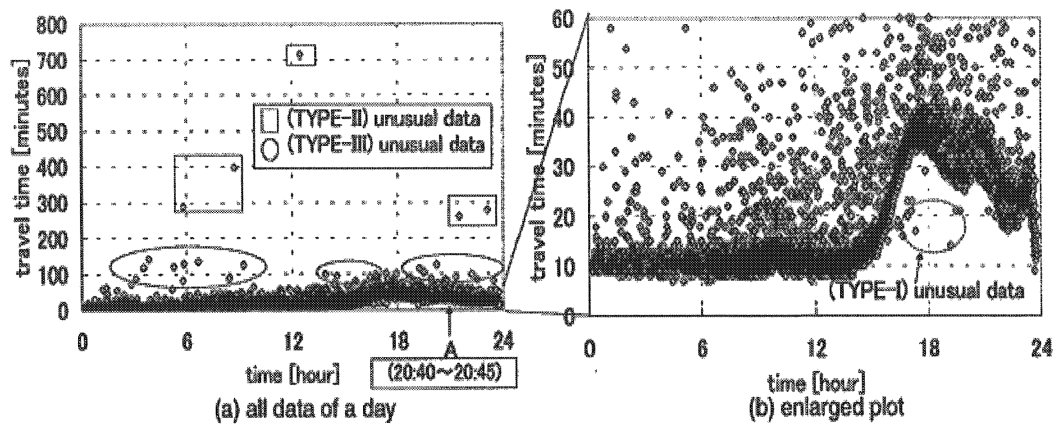 800
700
600
500
400
300
200
100
0
travel time [minutes]
(TYPE-II) unusual data
(TYPE-III) unusual data
0 6 12 18 24
A
time [hour]
(20:40～20:45)
(a) all data of a day
60
50
40
30
20
10
0
travel time [minutes]
(TYPE-I) unusual data
0 6 12 18 24
time [hour]
(b) enlarged plot